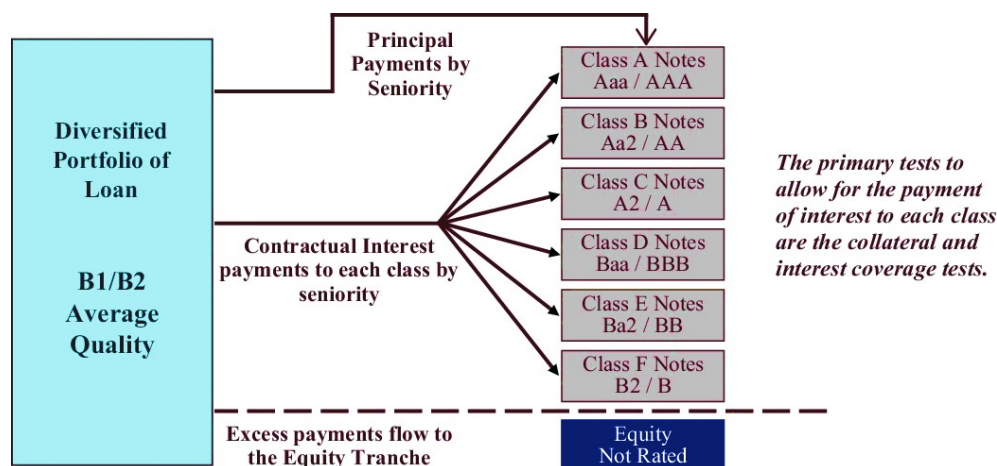 Diversified
Portfolio of
Loan
B1/B2
Average
Quality
Principal
Payments by
Seniority
Contractual Interest
payments to each class by
seniority
Class A Notes
Aaa / AAA
Class B Notes
Aa2 / AA
Class C Notes
A2 / A
Class D Notes
Baa / BBB
Class E Notes
Ba2 / BB
Class F Notes
B2 / B
The primary tests to
allow for the payment
of interest to each class
are the collateral and
interest coverage tests.
Excess payments flow to
the Equity Tranche
Equity
Not Rated